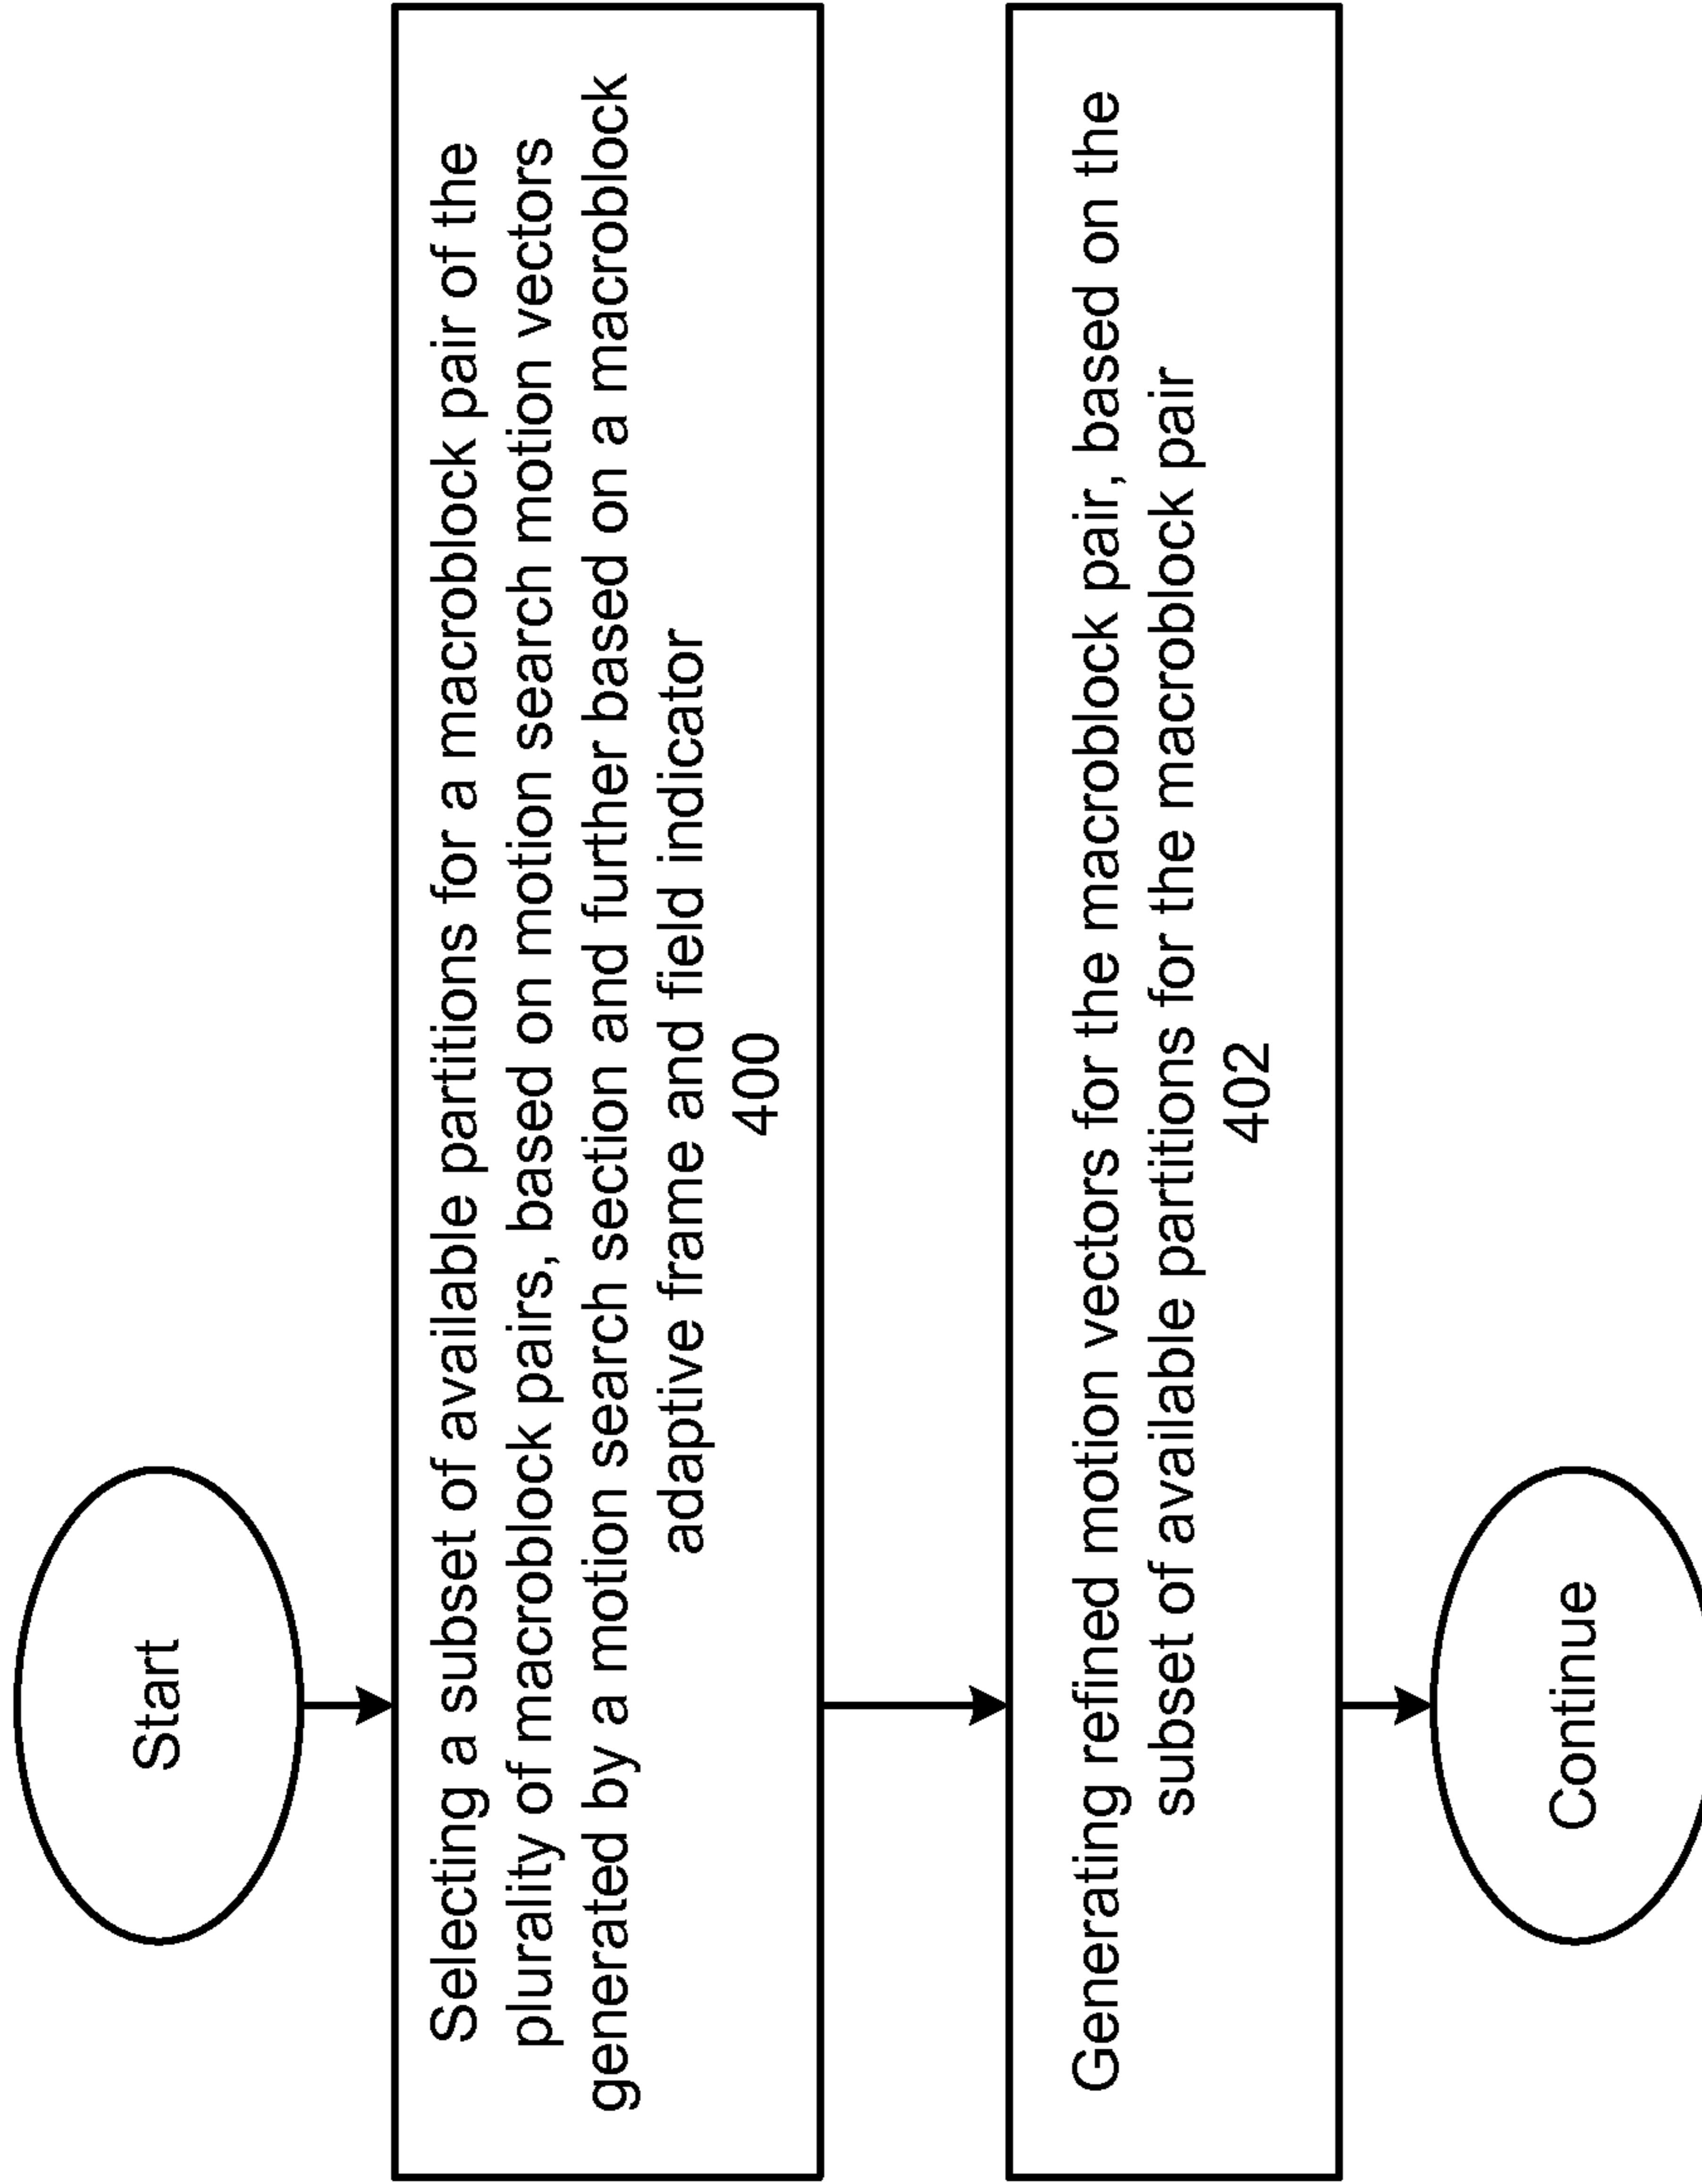 Start
Selecting a subset of available partitions for a macroblock pair of the
plurality of macroblock pairs, based on motion search motion vectors
generated by a motion search section and further based on a macroblock
adaptive frame and field indicator
400
Generating refined motion vectors for the macroblock pair, based on the
subset of available partitions for the macroblock pair
402
Continue